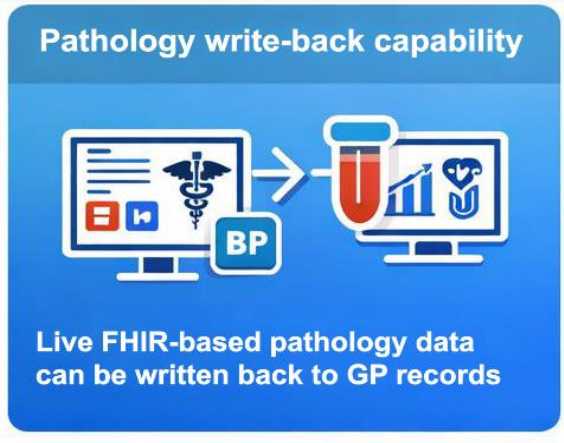 Pathology write-back capability
BP
Live FHIR-based pathology data
can be written back to GP records